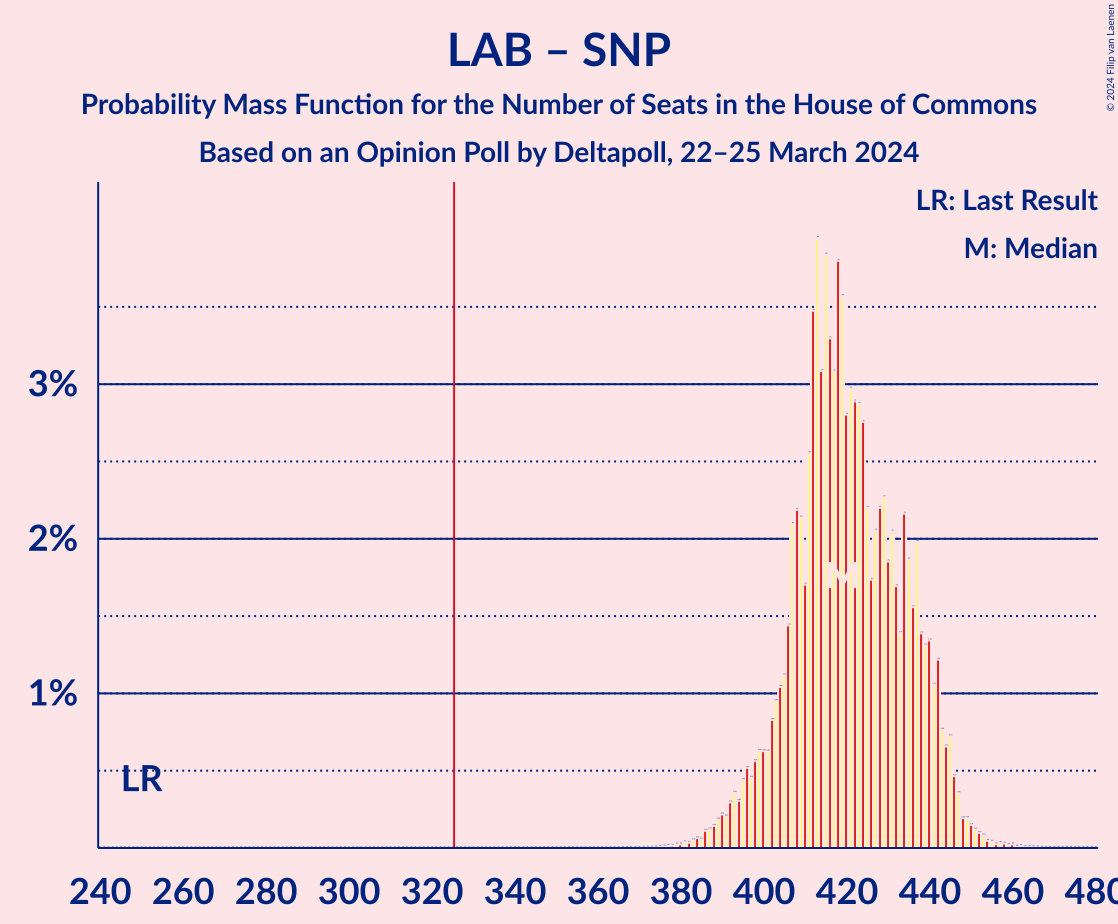 LAB – SNP
Probability Mass Function for the Number of Seats in the House of Commons
Based on an Opinion Poll by Deltapoll, 22–25 March 2024
© 2024 Filip van Laenen
LR: Last Result
M: Median
3%
2%
1%
M
LR
240 260 280 300 320 340 360 380 400 420 440 460 480